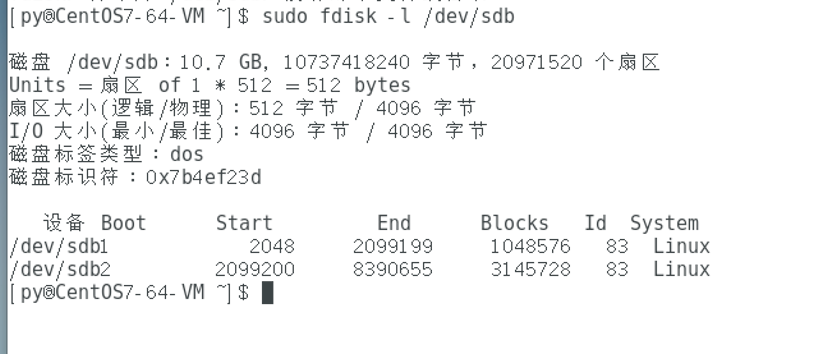 [py@CentOS7-64-VM ~]$ sudo fdisk -l /dev/sdb
磁盘 /dev/sdb：10.7 GB, 10737418240 字节，20971520 个扇区
Units = 扇区 of 1 * 512 = 512 bytes
扇区大小(逻辑/物理)：512 字节 / 4096 字节
I/O 大小(最小/最佳)：4096 字节 / 4096 字节
磁盘标签类型：dos
磁盘标识符：0x7b4ef23d
设备 Boot Start End Blocks Id System
/dev/sdb1 2048 2099199 1048576 83 Linux
/dev/sdb2 2099200 8390655 3145728 83 Linux
[py@CentOS7-64-VM ~]$